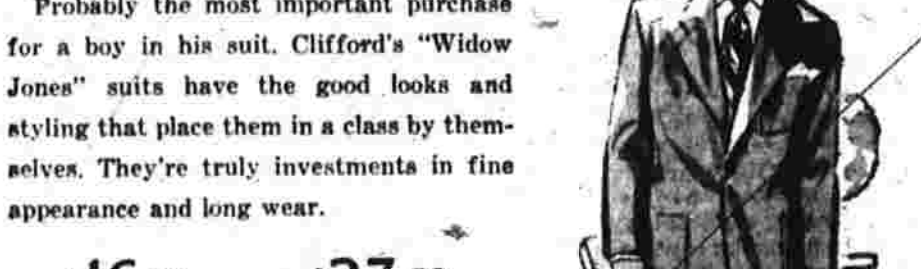 Probably the most important purchase
for a boy in his suit. Clifford's "Widow
Jones" suits have the good looks and
styling that place them in a class by them-
selves. They're truly investments in fine
appearance and long wear.